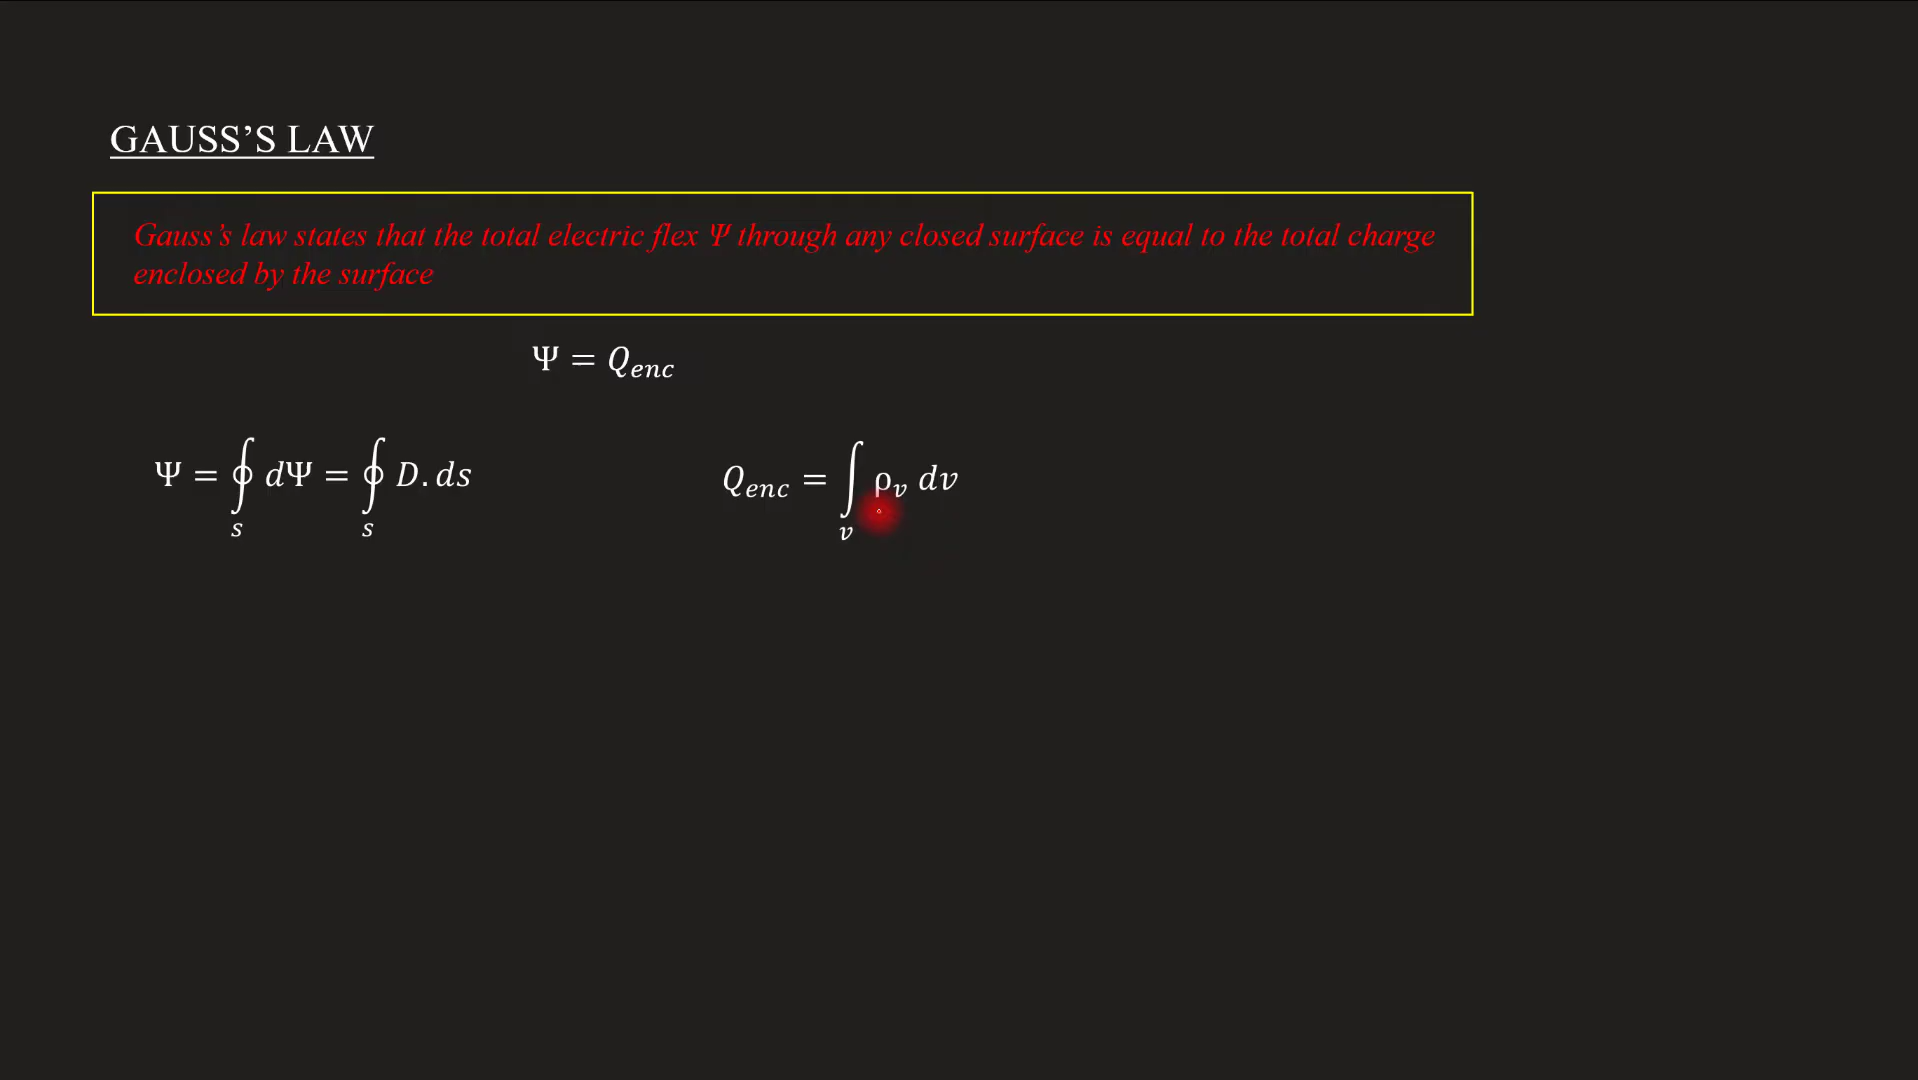 GAUSS’S LAW
Gauss’s law states that the total electric flex Ψ through any closed surface is equal to the total charge
enclosed by the surface
Ψ = Q_enc
Ψ = ∮_s dΨ = ∮_s D. ds
Q_enc = ∫_v ρ_v dv